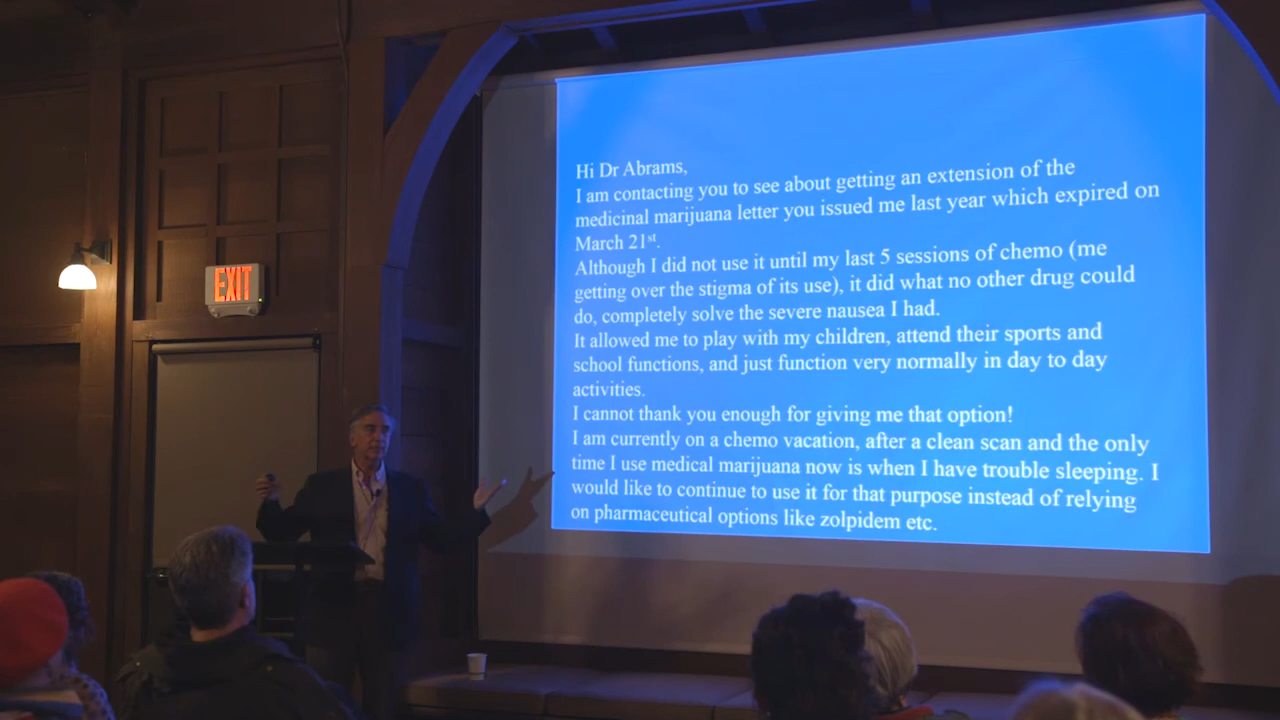 EXIT
Hi Dr Abrams,
I am contacting you to see about getting an extension of the
medicinal marijuana letter you issued me last year which expired on
March 21st.
Although I did not use it until my last 5 sessions of chemo (me
getting over the stigma of its use), it did what no other drug could
do, completely solve the severe nausea I had.
It allowed me to play with my children, attend their sports and
school functions, and just function very normally in day to day
activities.
I cannot thank you enough for giving me that option!
I am currently on a chemo vacation, after a clean scan and the only
time I use medical marijuana now is when I have trouble sleeping. I
would like to continue to use it for that purpose instead of relying
on pharmaceutical options like zolpidem etc.